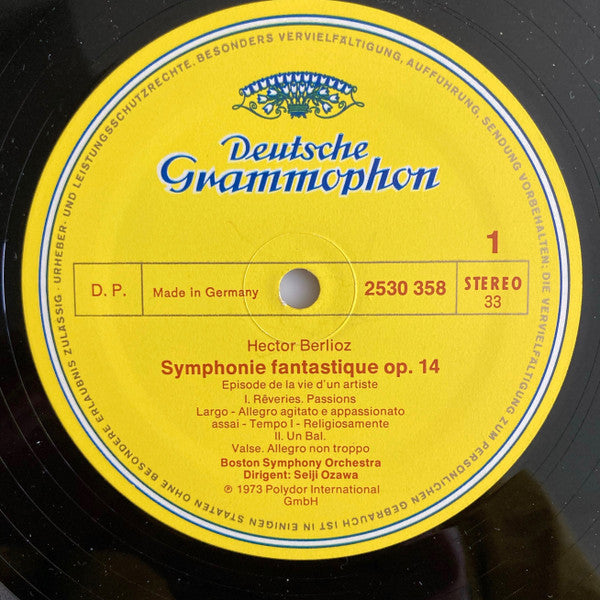 Deutsche
Grammophon
1
D. P.
Made in Germany
2530 358
STEREO
33
Hector Berlioz
Symphonie fantastique op. 14
Episode de la vie d'un artiste
I. Rêveries. Passions
Largo - Allegro agitato e appassionato
assai - Tempo I - Religiosamente
II. Un Bal.
Valse. Allegro non troppo
Boston Symphony Orchestra
Dirigent: Seiji Ozawa
℗ 1973 Polydor International
GmbH
URHEBER- UND LEISTUNGSSCHUTZRECHTE, BESONDERS VERVIELFÄLTIGUNG, AUFFÜHRUNG, SENDUNG VORBEHALTEN; DIE VERVIELFÄLTIGUNG ZUM PERSÖNLICHEN GEBRAUCH IST IN EINIGEN STAATEN OHNE BESONDERE ERLAUBNIS ZULÄSSIG ·